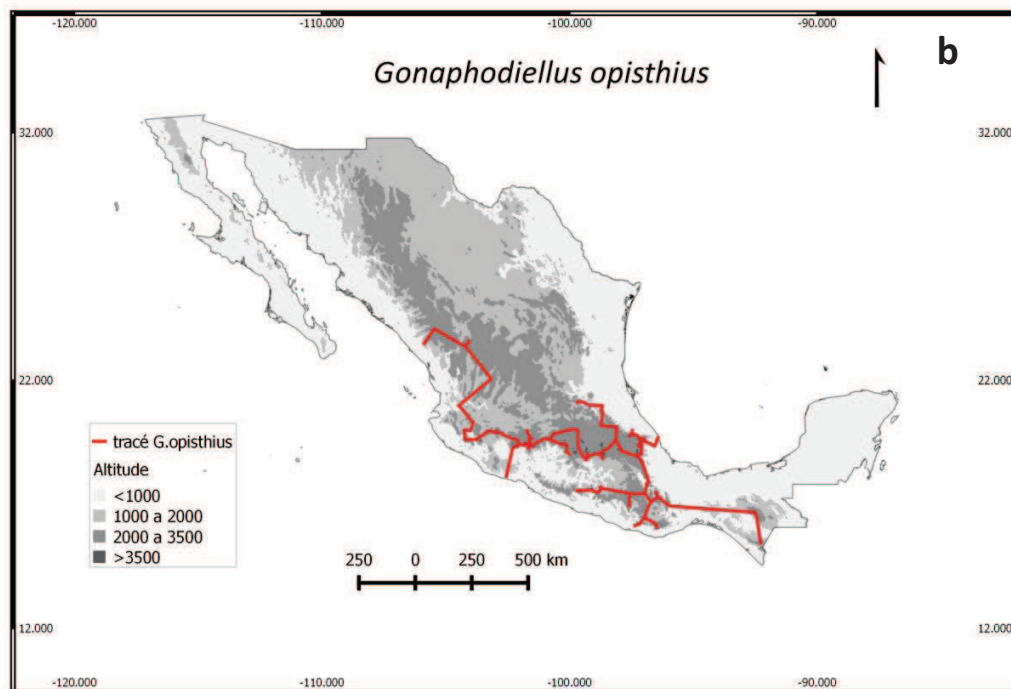 -120.000 -110.000 -100.000 -90.000
b
Gonaphodiellus opisthius
32.000 32.000
22.000 22.000
tracé G.opisthius
Altitude
<1000
1000 a 2000
2000 a 3500
>3500
250 0 250 500 km
12.000 12.000
-120.000 -110.000 -100.000 -90.000